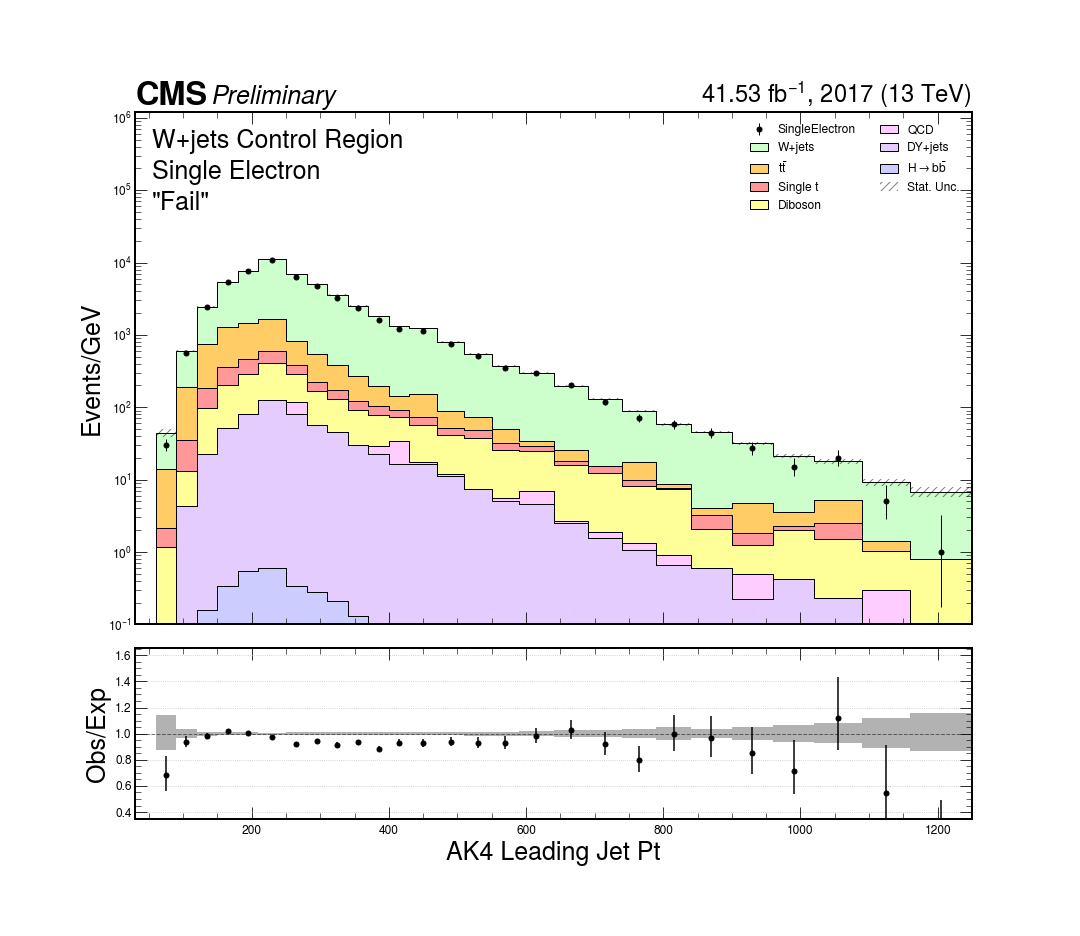 CMS Preliminary
41.53 fb⁻¹, 2017 (13 TeV)
W+jets Control Region
Single Electron
"Fail"
SingleElectron
W+jets
tt̄
Single t
Diboson
QCD
DY+jets
H→bb̄
Stat. Unc.
Events/GeV
10⁶
10⁵
10⁴
10³
10²
10¹
10⁰
10⁻¹
Obs/Exp
1.6
1.4
1.2
1.0
0.8
0.6
0.4
200 400 600 800 1000 1200
AK4 Leading Jet Pt